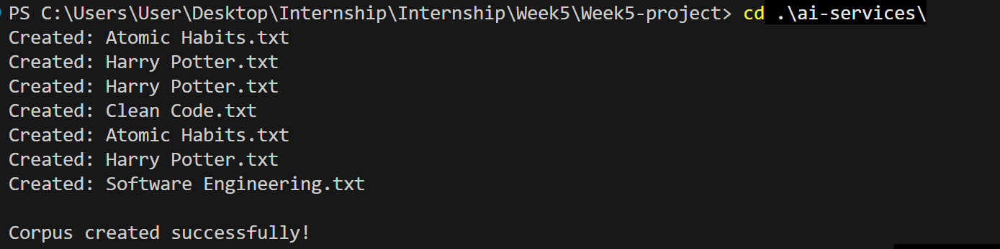 PS C:\Users\User\Desktop\Internship\Internship\Week5\Week5-project> cd .\ai-services\
Created: Atomic Habits.txt
Created: Harry Potter.txt
Created: Harry Potter.txt
Created: Clean Code.txt
Created: Atomic Habits.txt
Created: Harry Potter.txt
Created: Software Engineering.txt
Corpus created successfully!